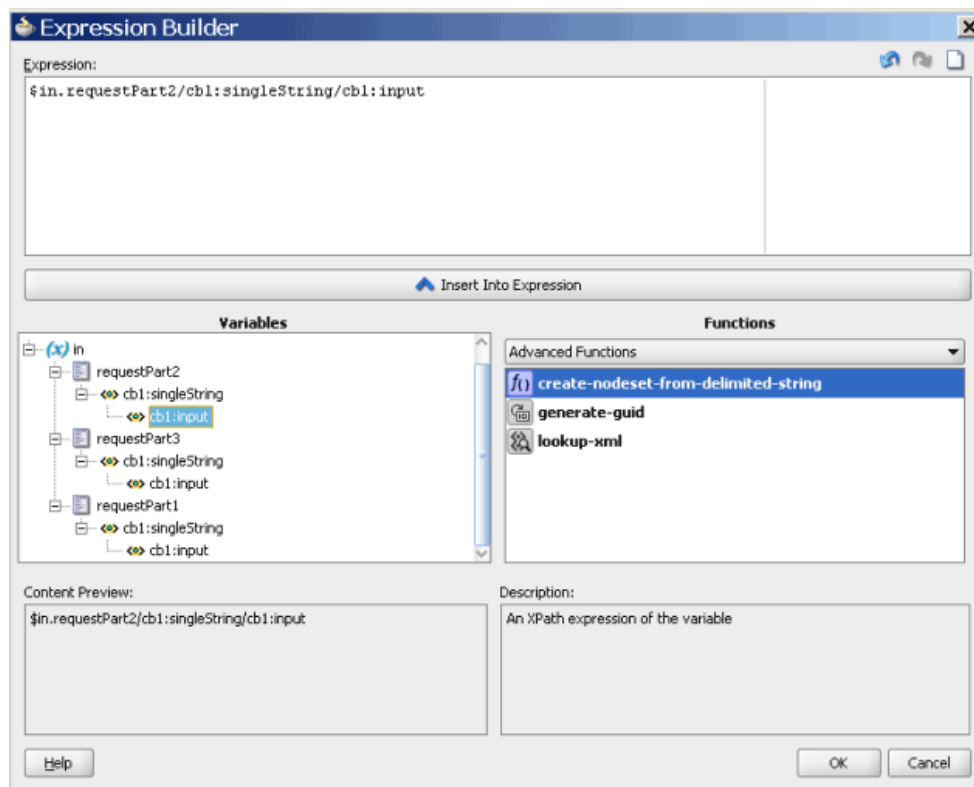 Expression Builder
Expression:
$in.requestPart2/cb1:singleString/cb1:input
Insert Into Expression
Variables
(x) in
requestPart2
cb1:singleString
cb1:input
requestPart3
cb1:singleString
cb1:input
requestPart1
cb1:singleString
cb1:input
Functions
Advanced Functions
f() create-nodeset-from-delimited-string
generate-guid
lookup-xml
Content Preview:
$in.requestPart2/cb1:singleString/cb1:input
Description:
An XPath expression of the variable
Help
OK
Cancel